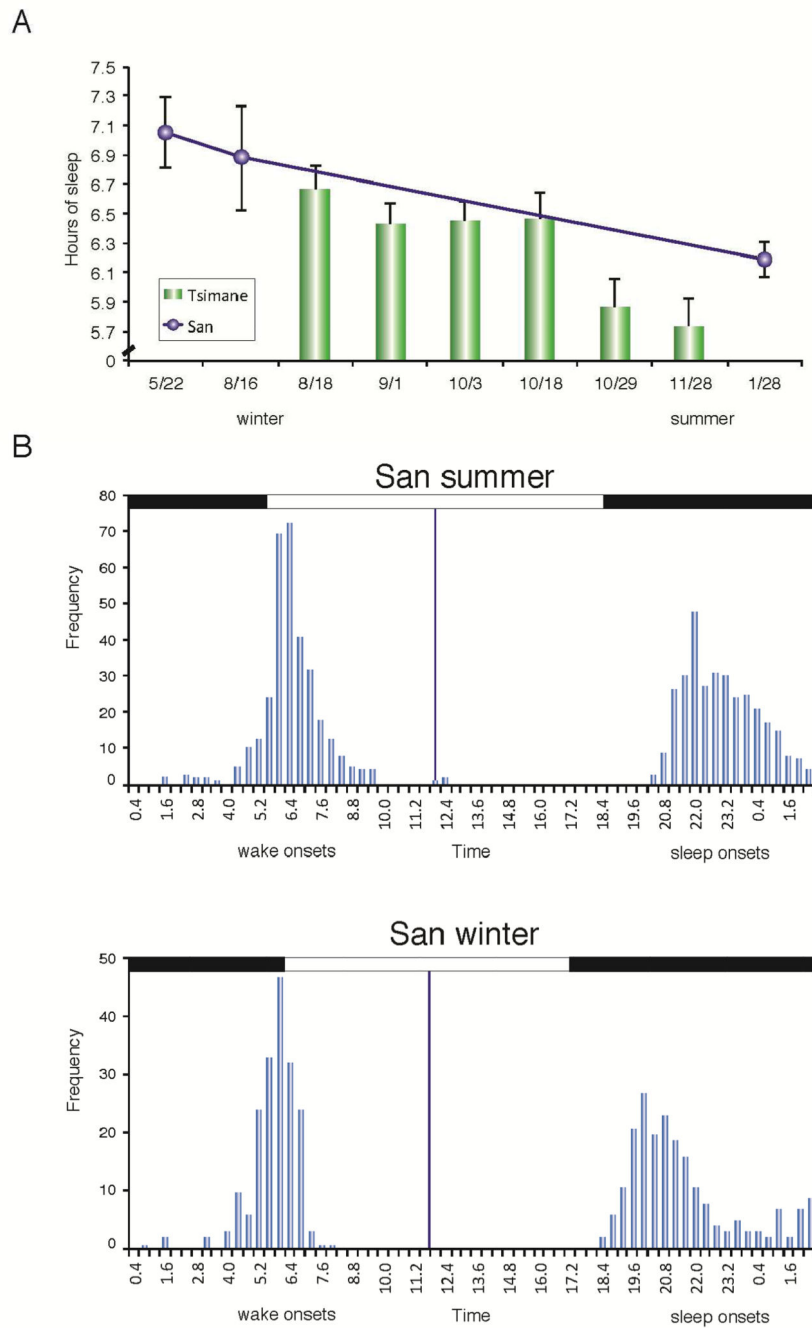 A
7.5
7.3
7.1
6.9
6.7
6.5
6.3
6.1
5.9
5.7
0
Hours of sleep
Tsimane
San
5/22 8/16 8/18 9/1 10/3 10/18 10/29 11/28 1/28
winter summer
B
San summer
80
70
60
50
40
30
20
10
0
Frequency
0.4 1.6 2.8 4.0 5.2 6.4 7.6 8.8 10.0 11.2 12.4 13.6 14.8 16.0 17.2 18.4 19.6 20.8 22.0 23.2 0.4 1.6
wake onsets Time sleep onsets
San winter
50
40
30
20
10
0
Frequency
0.4 1.6 2.8 4.0 5.2 6.4 7.6 8.8 10.0 11.2 12.4 13.6 14.8 16.0 17.2 18.4 19.6 20.8 22.0 23.2 0.4 1.6
wake onsets Time sleep onsets